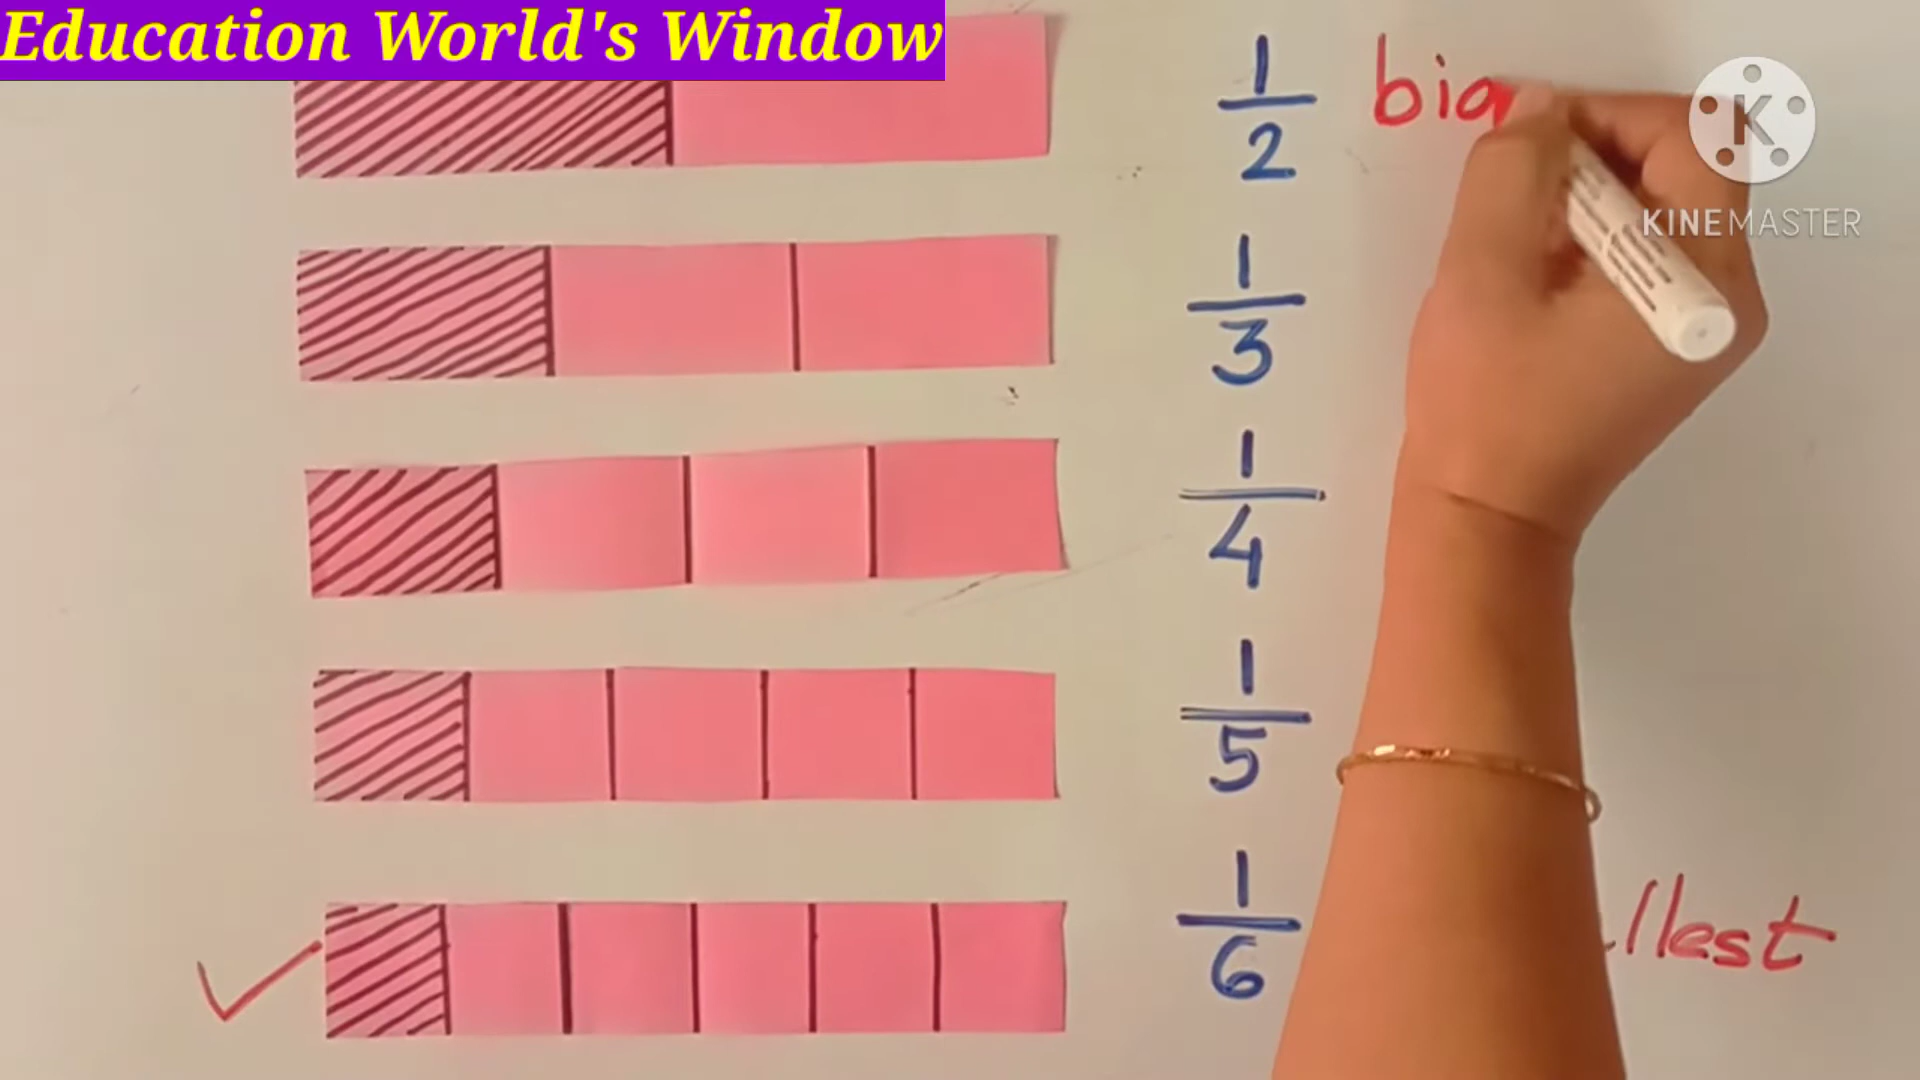 Education World's Window
1/2 big
KINEMASTER
1/3
1/4
1/5
1/6 llest